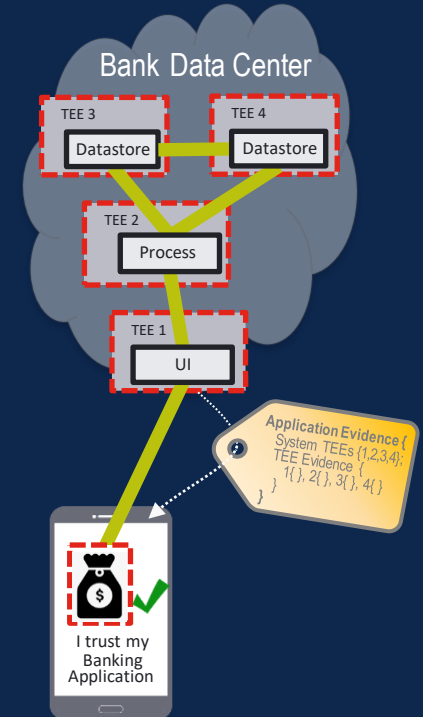 Bank Data Center
TEE 3
TEE 4
Datastore
Datastore
TEE 2
Process
TEE 1
UI
Application Evidence {
System TEEs {1,2,3,4};
TEE Evidence {
1{ }, 2{ }, 3{ }, 4{ }
}
}
$
I trust my
Banking
Application